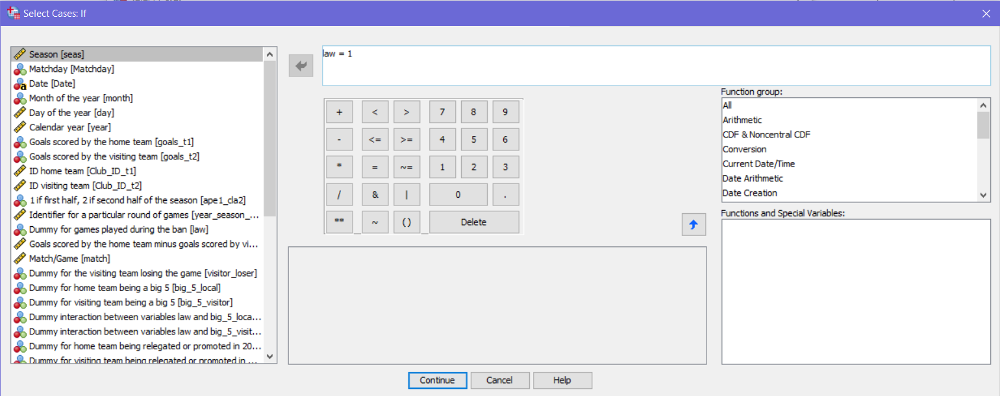 Select Cases: If
Season [seas]
Matchday [Matchday]
Date [Date]
Month of the year [month]
Day of the year [day]
Calendar year [year]
Goals scored by the home team [goals_t1]
Goals scored by the visiting team [goals_t2]
ID home team [Club_ID_t1]
ID visiting team [Club_ID_t2]
1 if first half, 2 if second half of the season [ape1_cla2]
Identifier for a particular round of games [year_season_...
Dummy for games played during the ban [law]
Goals scored by the home team minus goals scored by vi...
Match/Game [match]
Dummy for the visiting team losing the game [visitor_loser]
Dummy for home team being a big 5 [big_5_local]
Dummy for visiting team being a big 5 [big_5_visitor]
Dummy interaction between variables law and big_5_loca...
Dummy interaction between variables law and big_5_visit...
Dummy for home team being relegated or promoted in 20...
Dummy for visiting team being relegated or promoted in ...
law = 1
+ < > 7 8 9
- <= >= 4 5 6
* = ~= 1 2 3
/ & | 0 .
** ~ () Delete
Function group:
All
Arithmetic
CDF & Noncentral CDF
Conversion
Current Date/Time
Date Arithmetic
Date Creation
Functions and Special Variables:
Continue Cancel Help